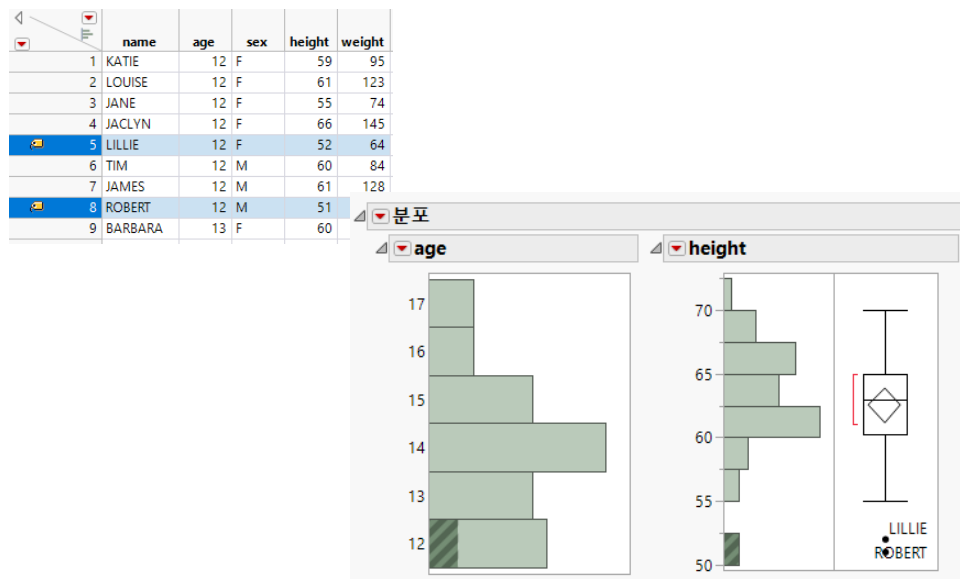 name age sex height weight
1 KATIE 12 F 59 95
2 LOUISE 12 F 61 123
3 JANE 12 F 55 74
4 JACLYN 12 F 66 145
5 LILLIE 12 F 52 64
6 TIM 12 M 60 84
7 JAMES 12 M 61 128
8 ROBERT 12 M 51
9 BARBARA 13 F 60
분포
age
17
16
15
14
13
12
height
70
65
60
55
50
LILLIE
ROBERT